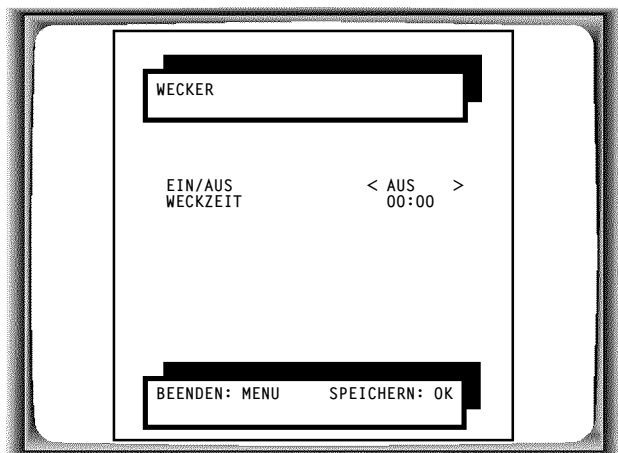 WECKER
EIN/AUS < AUS >
WECKZEIT 00:00
BEENDEN: MENU SPEICHERN: OK